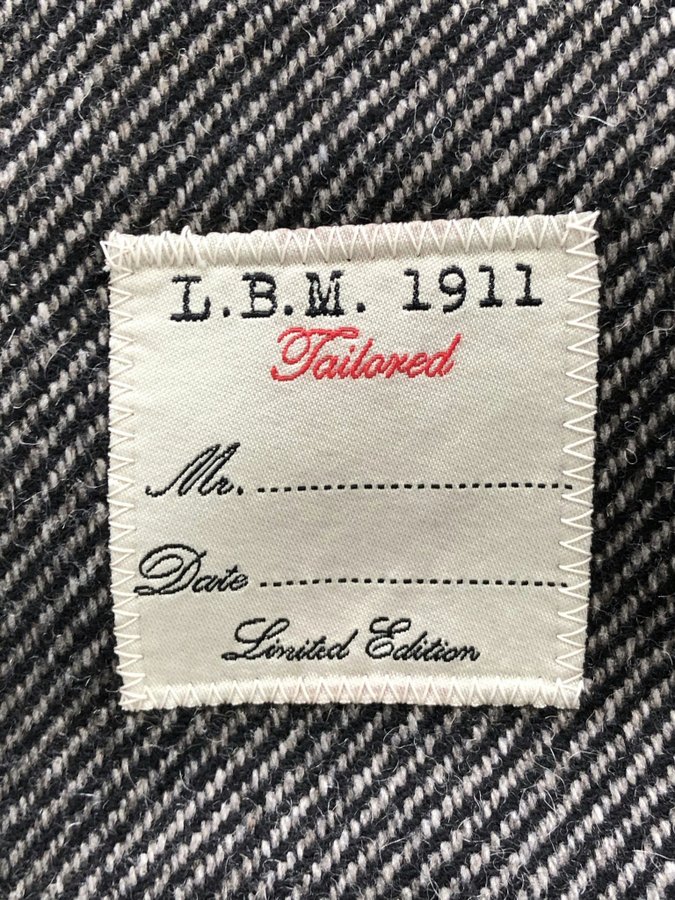 L.B.M. 1911
Tailored
Mr. ..............................
Date ..............................
Limited Edition